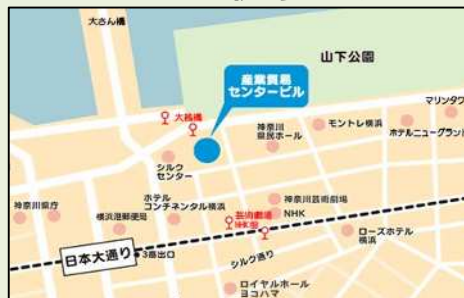 大さん橋
山下公園
産業貿易
センタービル
マリンタワ
大桟橋
モントレ横浜
神奈川
県民ホール
ホテルニューグラン
シルク
センター
ホテル
コンチネンタル横浜
神奈川芸術劇場
NHK
芸術劇場
神奈川県庁
横浜港郵便局
ローズホテル
横浜
日本大通り
3番出口
シルク通り
ロイヤルホール
ヨコハマ